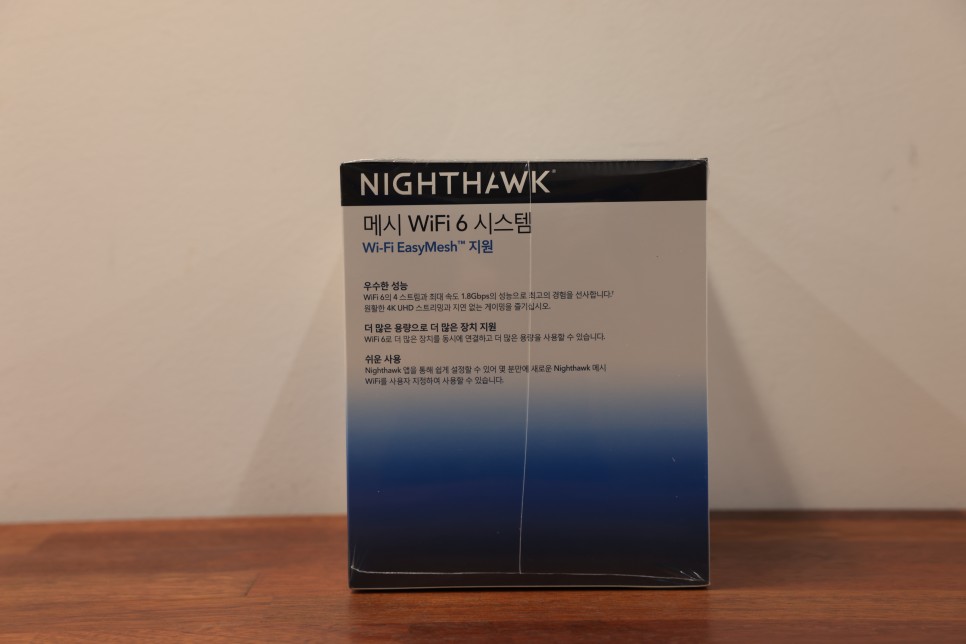 NIGHTHAWK®
메시 WiFi 6 시스템
Wi-Fi EasyMesh™ 지원
우수한 성능
WiFi 6의 4 스트림과 최대 속도 1.8Gbps의 성능으로 최고의 경험을 선사합니다.¹
원활한 4K UHD 스트리밍과 지연 없는 게이밍을 즐기십시오.
더 많은 용량으로 더 많은 장치 지원
WiFi 6로 더 많은 장치를 동시에 연결하고 더 많은 용량을 사용할 수 있습니다.
쉬운 사용
Nighthawk 앱을 통해 쉽게 설정할 수 있어 몇 분만에 새로운 Nighthawk 메시
WiFi를 사용자 지정하여 사용할 수 있습니다.